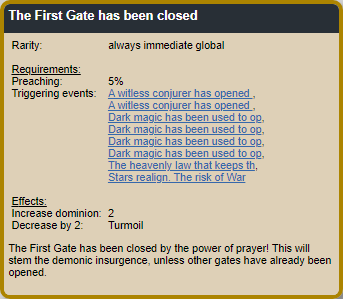 The First Gate has been closed
Rarity: always immediate global
Requirements:
Preaching: 5%
Triggering events: A witless conjurer has opened ,
A witless conjurer has opened ,
Dark magic has been used to op,
Dark magic has been used to op,
Dark magic has been used to op,
Dark magic has been used to op,
The heavenly law that keeps th,
Stars realign. The risk of War
Effects:
Increase dominion: 2
Decrease by 2: Turmoil
The First Gate has been closed by the power of prayer! This will
stem the demonic insurgence, unless other gates have already been
opened.